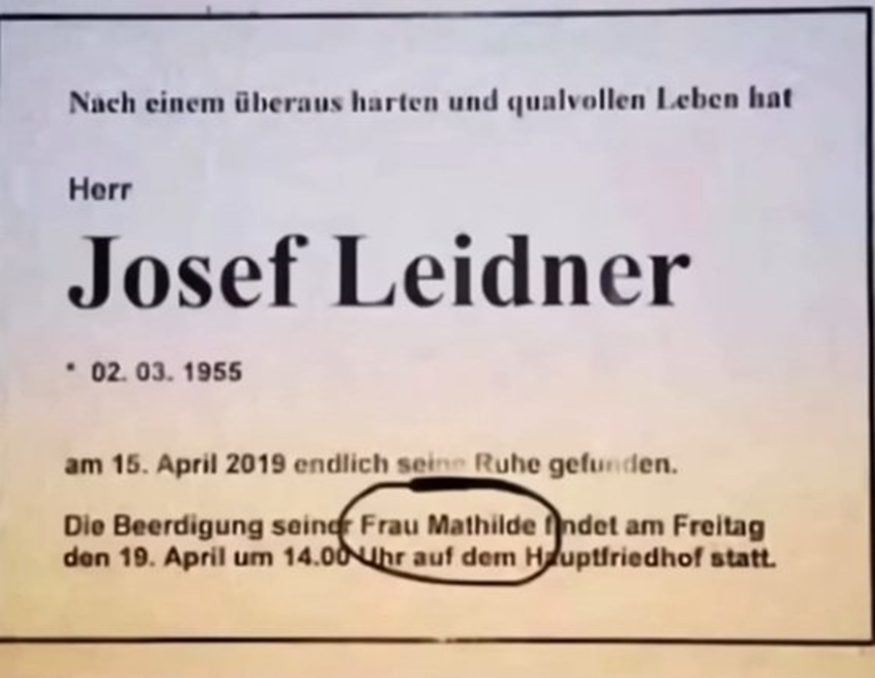 Nach einem überaus harten und qualvollen Leben hat
Herr
Josef Leidner
* 02. 03. 1955
am 15. April 2019 endlich seine Ruhe gefunden.
Die Beerdigung seiner Frau Mathilde findet am Freitag
den 19. April um 14.00 Uhr auf dem Hauptfriedhof statt.